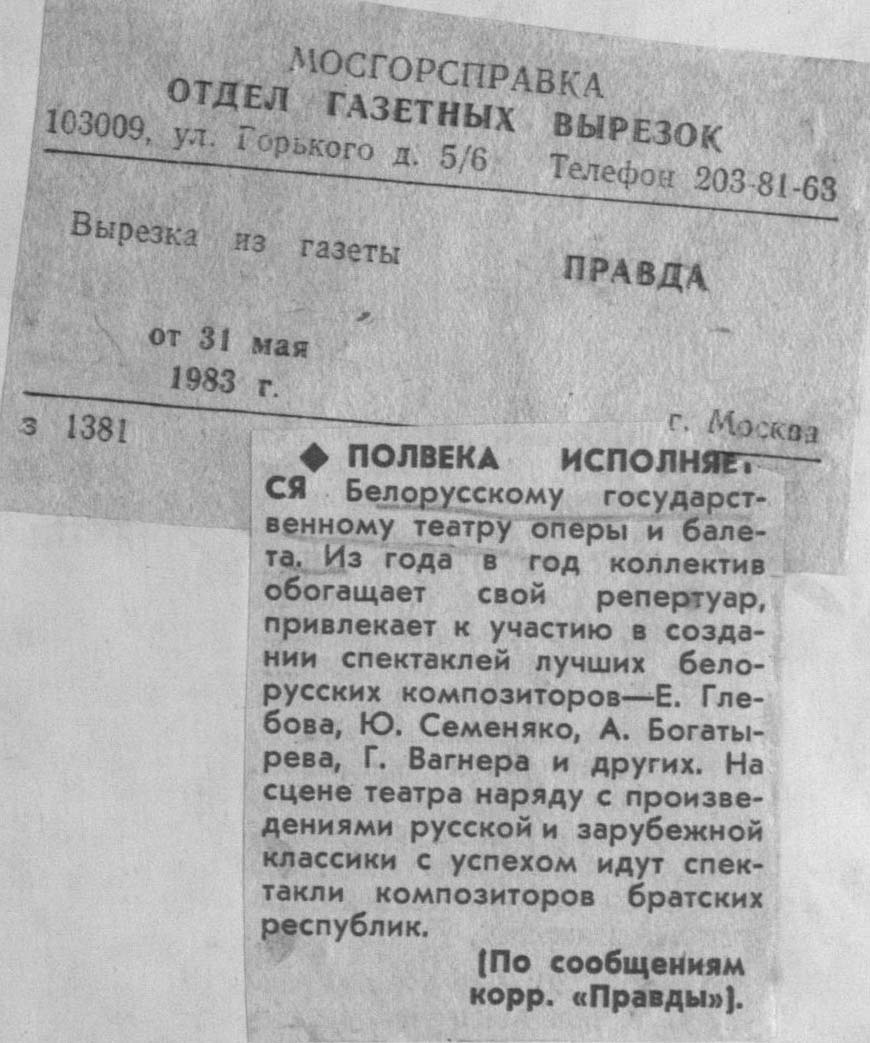 МОСГОРСПРАВКА
ОТДЕЛ ГАЗЕТНЫХ ВЫРЕЗОК
103009, ул. Горького д. 5/6 Телефон 203-81-63
Вырезка из газеты
ПРАВДА
от 31 мая
1983 г.
г. Москва
з 1381
◆ ПОЛВЕКА ИСПОЛНЯЕТ-
СЯ Белорусскому государст-
венному театру оперы и бале-
та. Из года в год коллектив
обогащает свой репертуар,
привлекает к участию в созда-
нии спектаклей лучших бело-
русских композиторов—Е. Гле-
бова, Ю. Семеняко, А. Богаты-
рева, Г. Вагнера и других. На
сцене театра наряду с произве-
дениями русской и зарубежной
классики с успехом идут спек-
такли композиторов братских
республик.
(По сообщениям
корр. «Правды»).